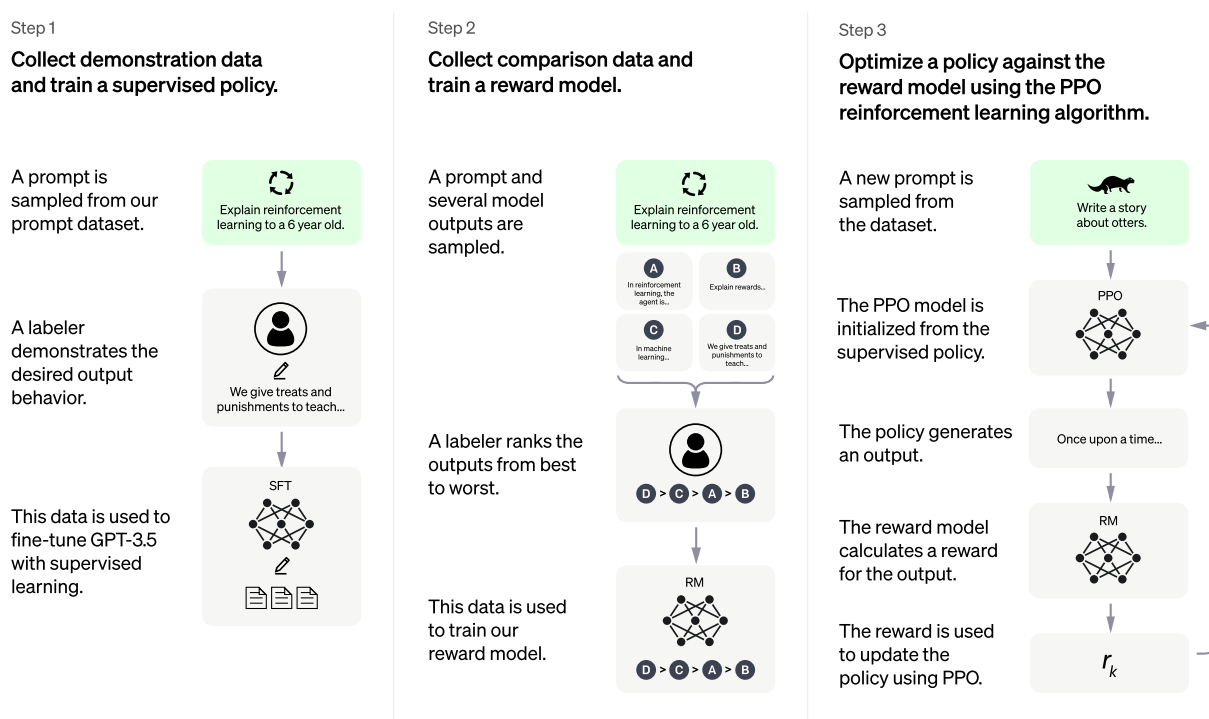 Step 1
Collect demonstration data
and train a supervised policy.
A prompt is
sampled from our
prompt dataset.
Explain reinforcement
learning to a 6 year old.
A labeler
demonstrates the
desired output
behavior.
We give treats and
punishments to teach...
This data is used to
fine-tune GPT-3.5
with supervised
learning.
SFT
Step 2
Collect comparison data and
train a reward model.
A prompt and
several model
outputs are
sampled.
Explain reinforcement
learning to a 6 year old.
A
In reinforcement
learning, the
agent is...
B
Explain rewards...
C
In machine
learning...
D
We give treats and
punishments to
teach...
A labeler ranks the
outputs from best
to worst.
D > C > A > B
This data is used
to train our
reward model.
RM
D > C > A > B
Step 3
Optimize a policy against the
reward model using the PPO
reinforcement learning algorithm.
A new prompt is
sampled from
the dataset.
Write a story
about otters.
The PPO model is
initialized from the
supervised policy.
PPO
The policy generates
an output.
Once upon a time...
The reward model
calculates a reward
for the output.
RM
The reward is used
to update the
policy using PPO.
r_k